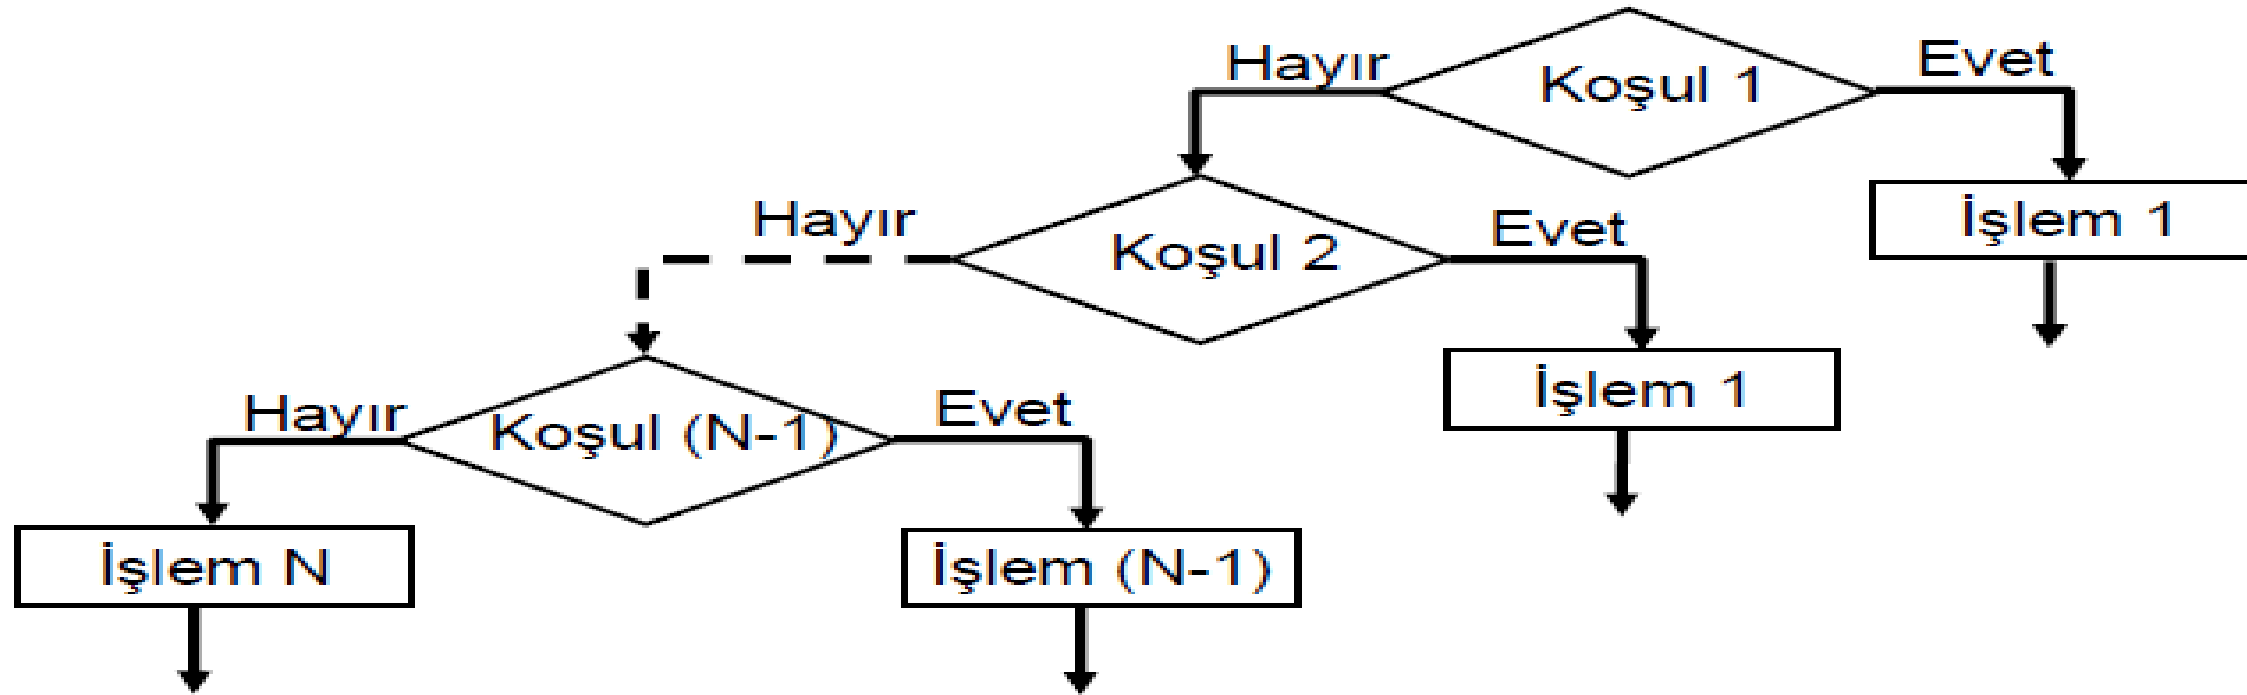 Hayır
Koşul 1
Evet
İşlem 1
Hayır
Koşul 2
Evet
İşlem 1
Hayır
Koşul (N-1)
Evet
İşlem N
İşlem (N-1)